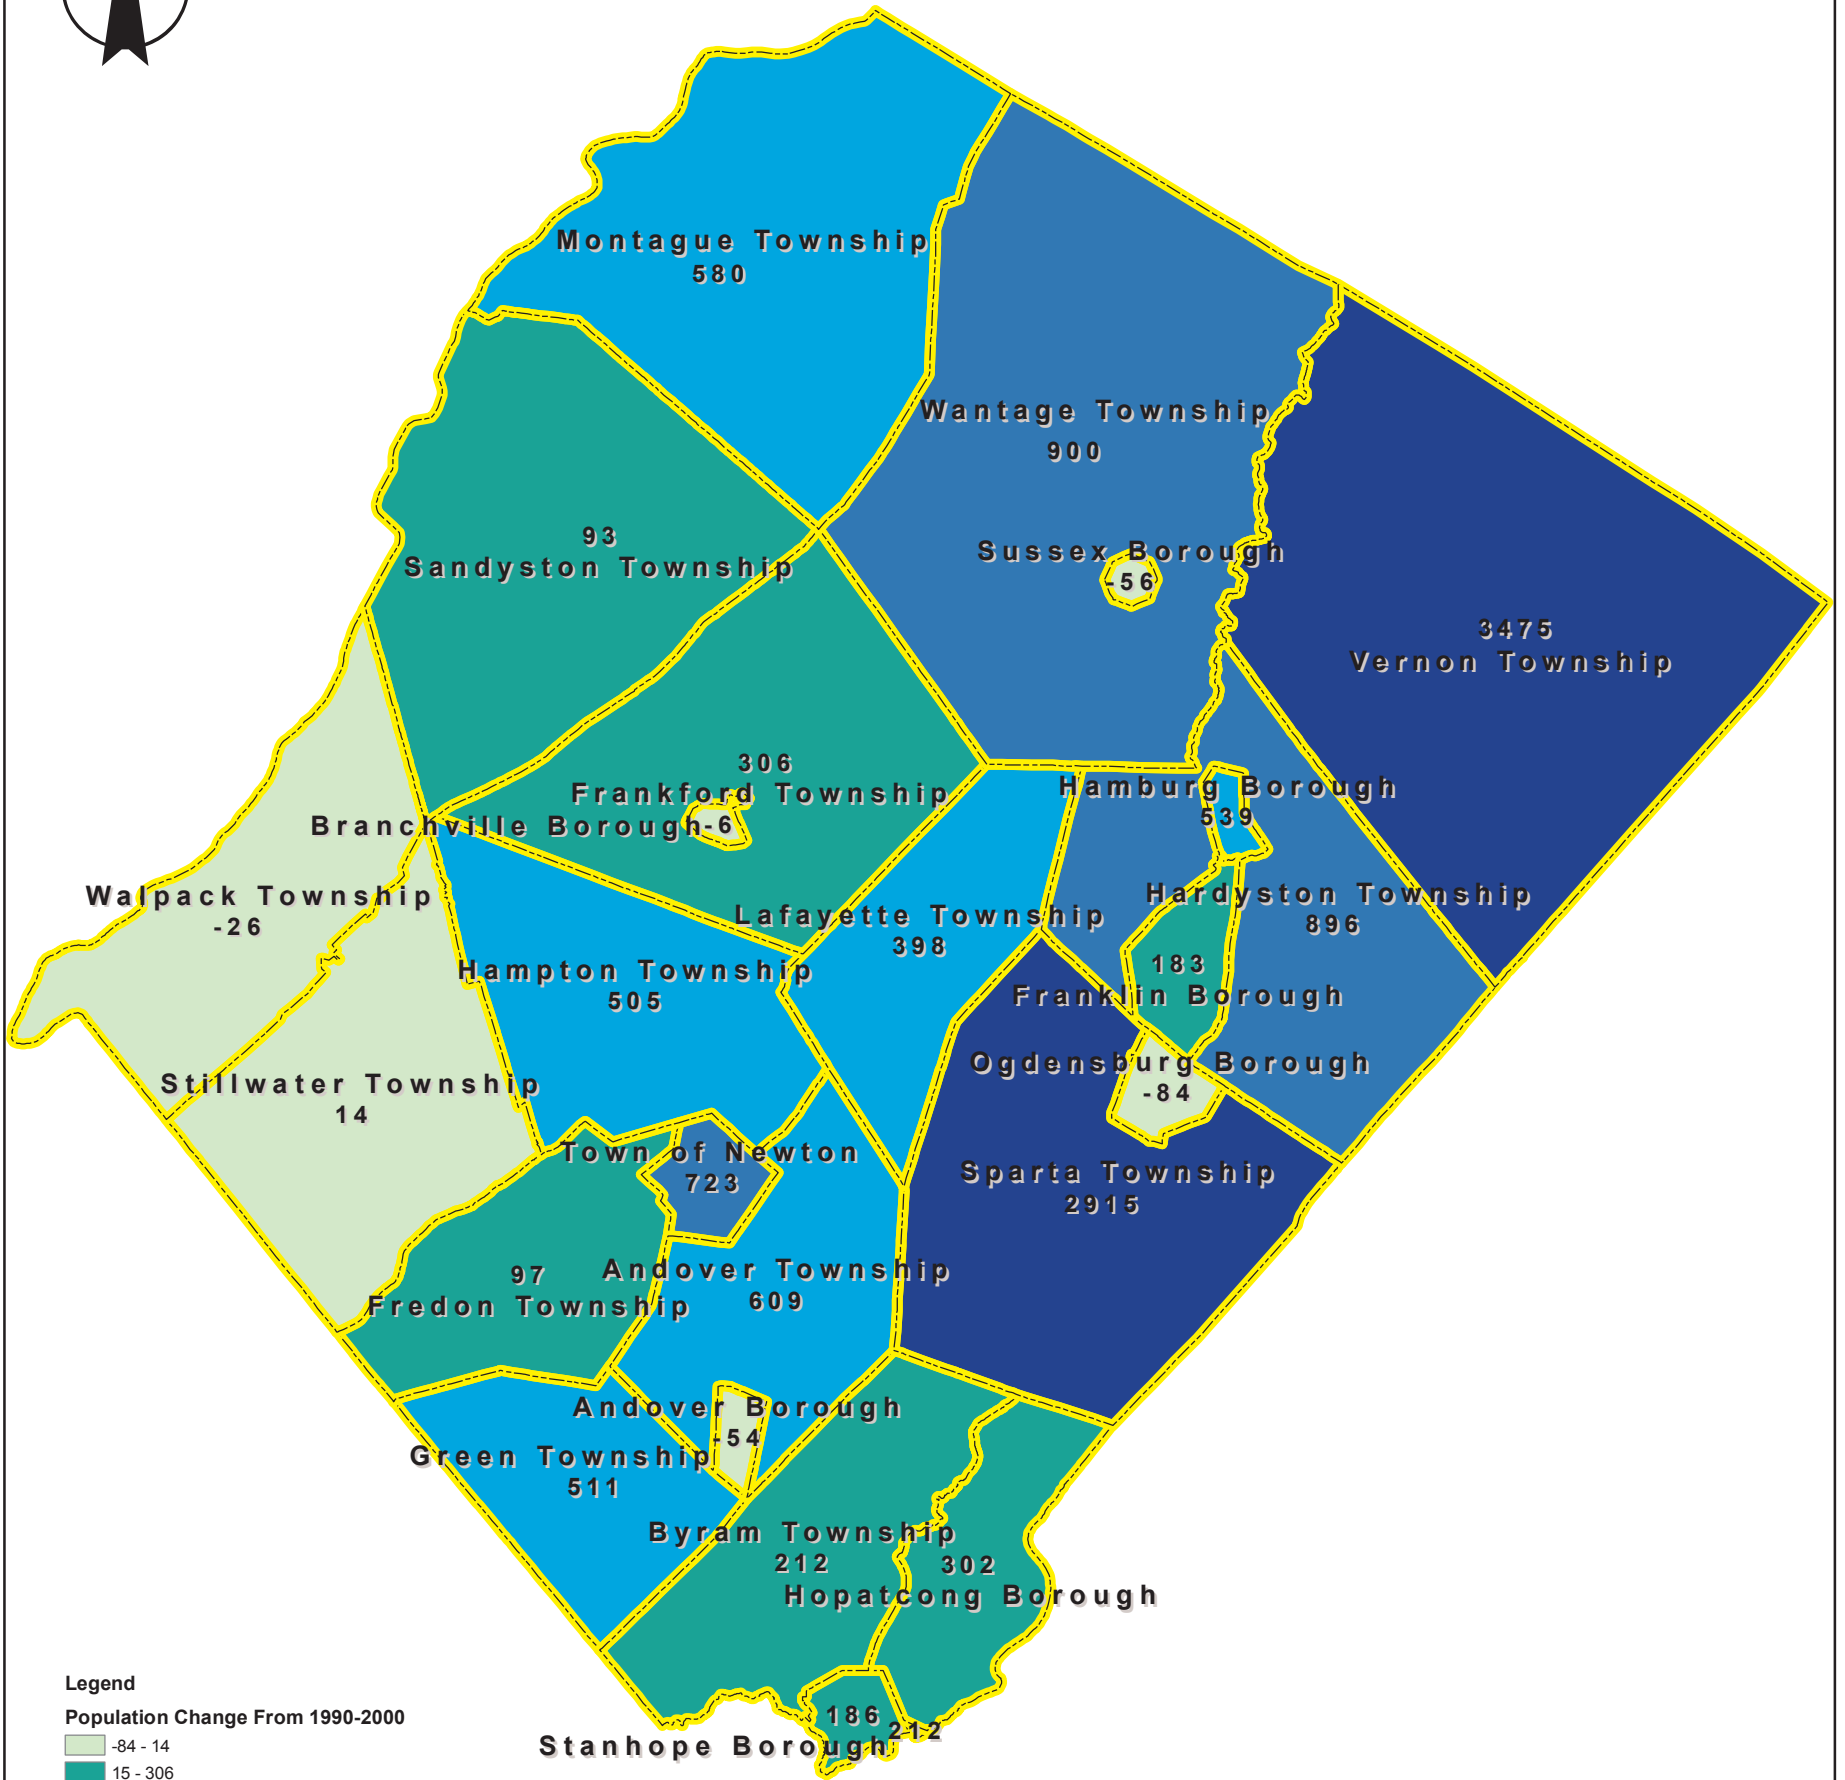 Montague Township
580
Wantage Township
900
93
Sandyston Township
Sussex Borough
-56
3475
Vernon Township
306
Frankford Township
Branchville Borough
-6
Hamburg Borough
539
Walpack Township
-26
Lafayette Township
398
Hardyston Township
896
Hampton Township
505
183
Franklin Borough
Ogdensburg Borough
-84
Stillwater Township
14
Town of Newton
723
Sparta Township
2915
97
Fredon Township
Andover Township
609
Andover Borough
-54
Green Township
511
Byram Township
212
302
Hopatcong Borough
186
212
Stanhope Borough
Legend
Population Change From 1990-2000
-84 - 14
15 - 306